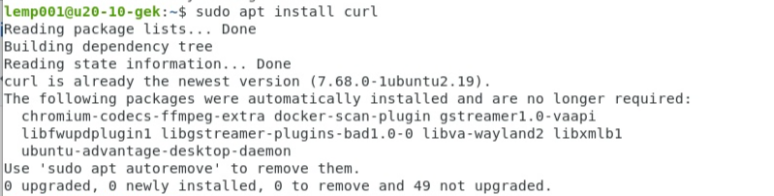 lemp001@u20-10-gek:~$ sudo apt install curl
Reading package lists... Done
Building dependency tree
Reading state information... Done
curl is already the newest version (7.68.0-1ubuntu2.19).
The following packages were automatically installed and are no longer required:
  chromium-codecs-ffmpeg-extra docker-scan-plugin gstreamer1.0-vaapi
  libfwupdplugin1 libgstreamer-plugins-bad1.0-0 libva-wayland2 libxmlb1
  ubuntu-advantage-desktop-daemon
Use 'sudo apt autoremove' to remove them.
0 upgraded, 0 newly installed, 0 to remove and 49 not upgraded.